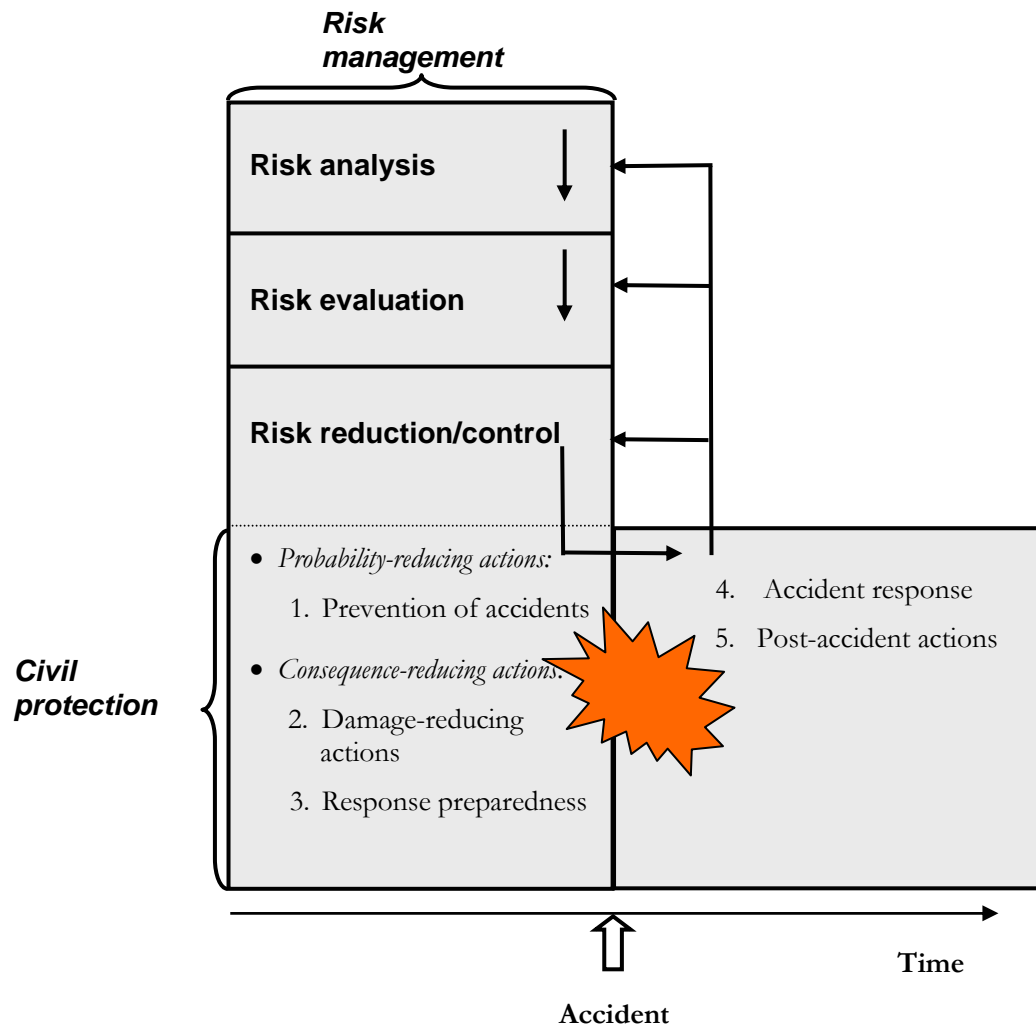 Risk
management
Risk analysis
Risk evaluation
Risk reduction/control
• Probability-reducing actions:
1. Prevention of accidents
• Consequence-reducing actions:
2. Damage-reducing
actions
3. Response preparedness
4. Accident response
5. Post-accident actions
Civil
protection
Time
Accident